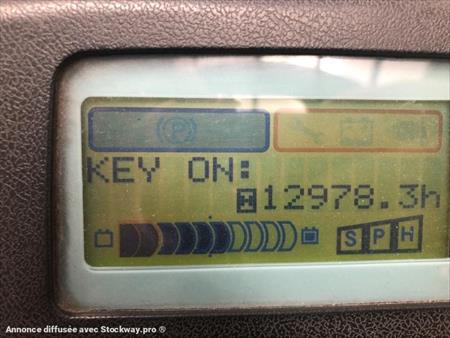 (P)
KEY ON:
H 12978.3h
S P H
Annonce diffusée avec Stockway.pro ®